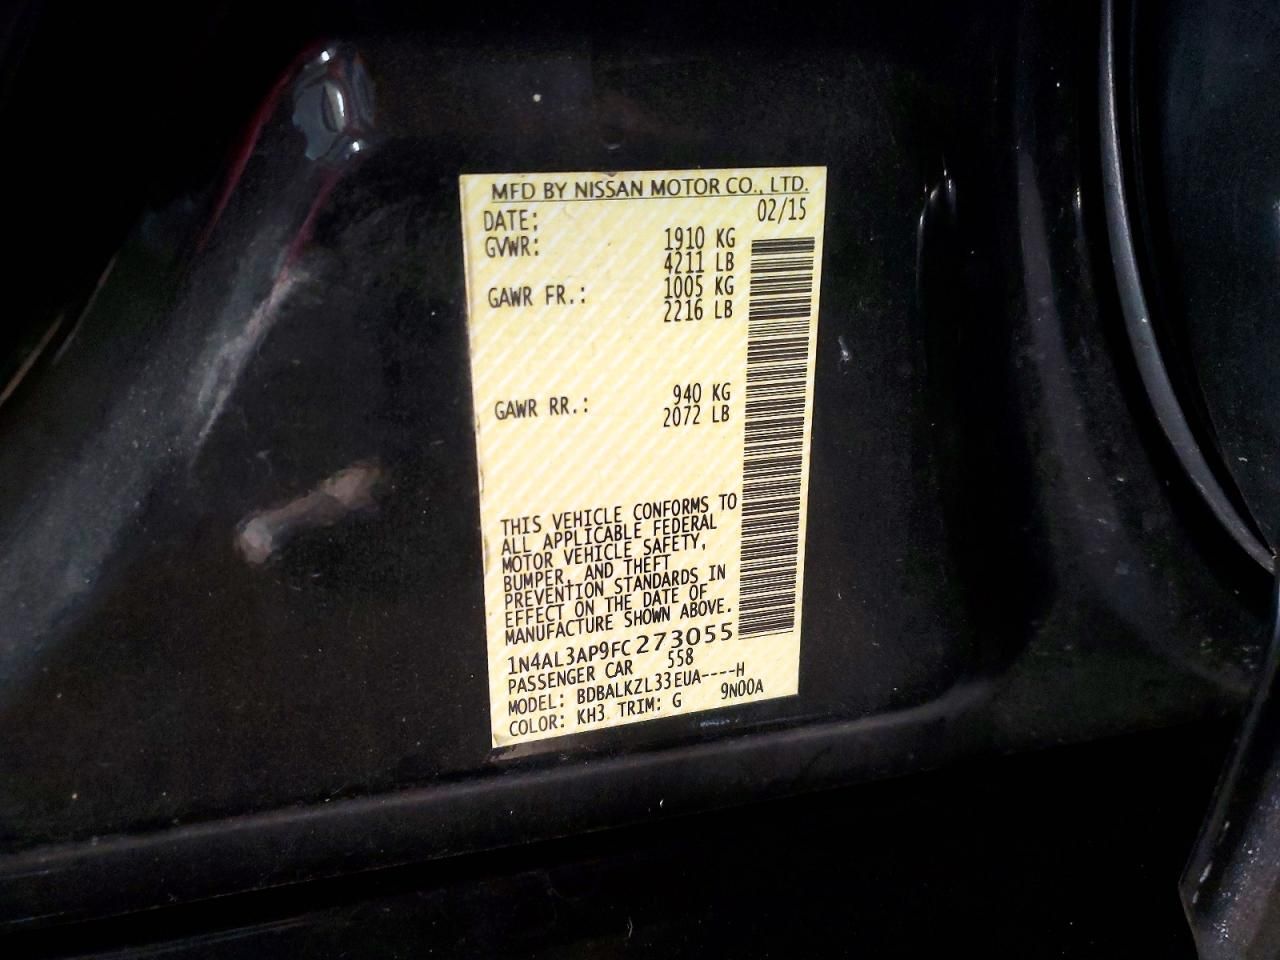 MFD BY NISSAN MOTOR CO., LTD.
DATE: 02/15
GVWR: 1910 KG
4211 LB
GAWR FR.: 1005 KG
2216 LB
GAWR RR.: 940 KG
2072 LB
THIS VEHICLE CONFORMS TO
ALL APPLICABLE FEDERAL
MOTOR VEHICLE SAFETY,
BUMPER, AND THEFT
PREVENTION STANDARDS IN
EFFECT ON THE DATE OF
MANUFACTURE SHOWN ABOVE.
1N4AL3AP9FC273055
PASSENGER CAR 558
MODEL: BDBALKZL33EUA----H
COLOR: KH3 TRIM: G 9N00A